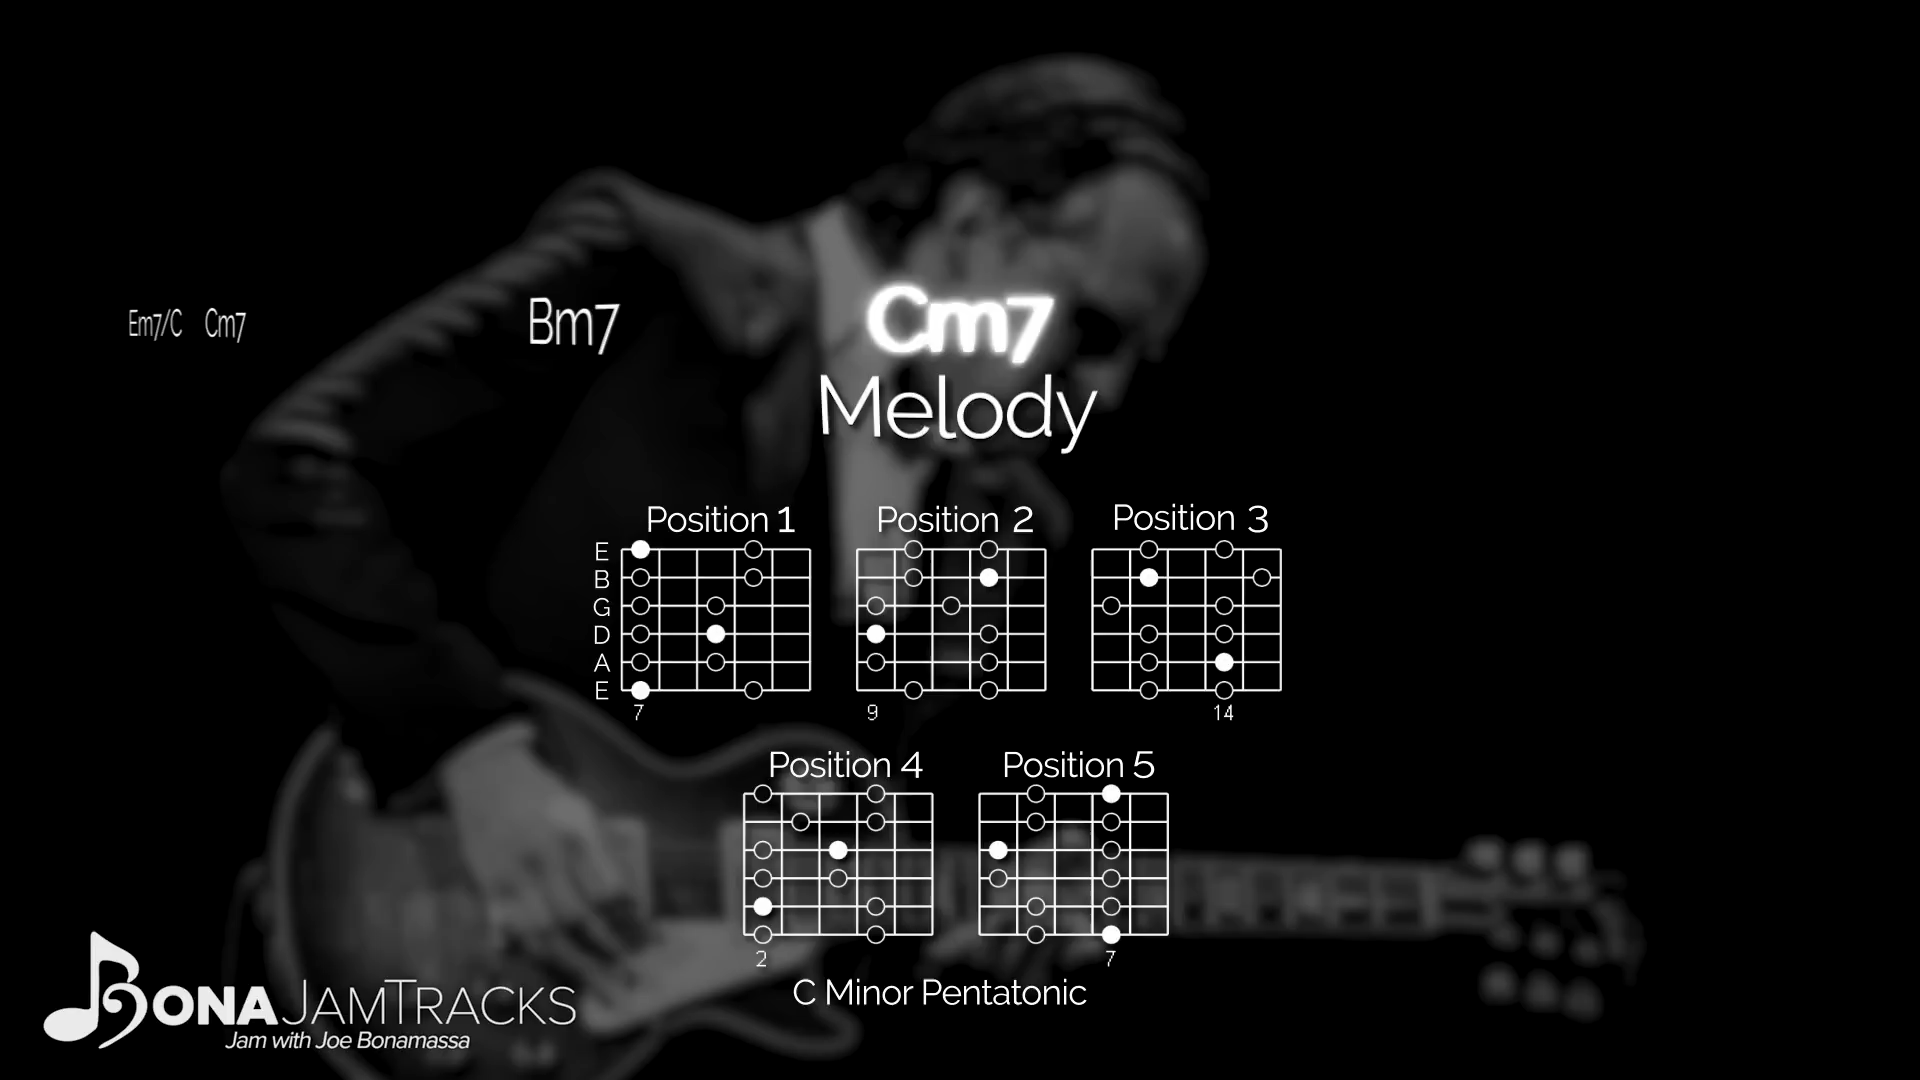 Em7/C Cm7 Bm7 Cm7
Melody
Position 1 Position 2 Position 3
E
B
G
D
A
E
7 9 14
Position 4 Position 5
2 7
C Minor Pentatonic
BONAJAMTRACKS
Jam with Joe Bonamassa